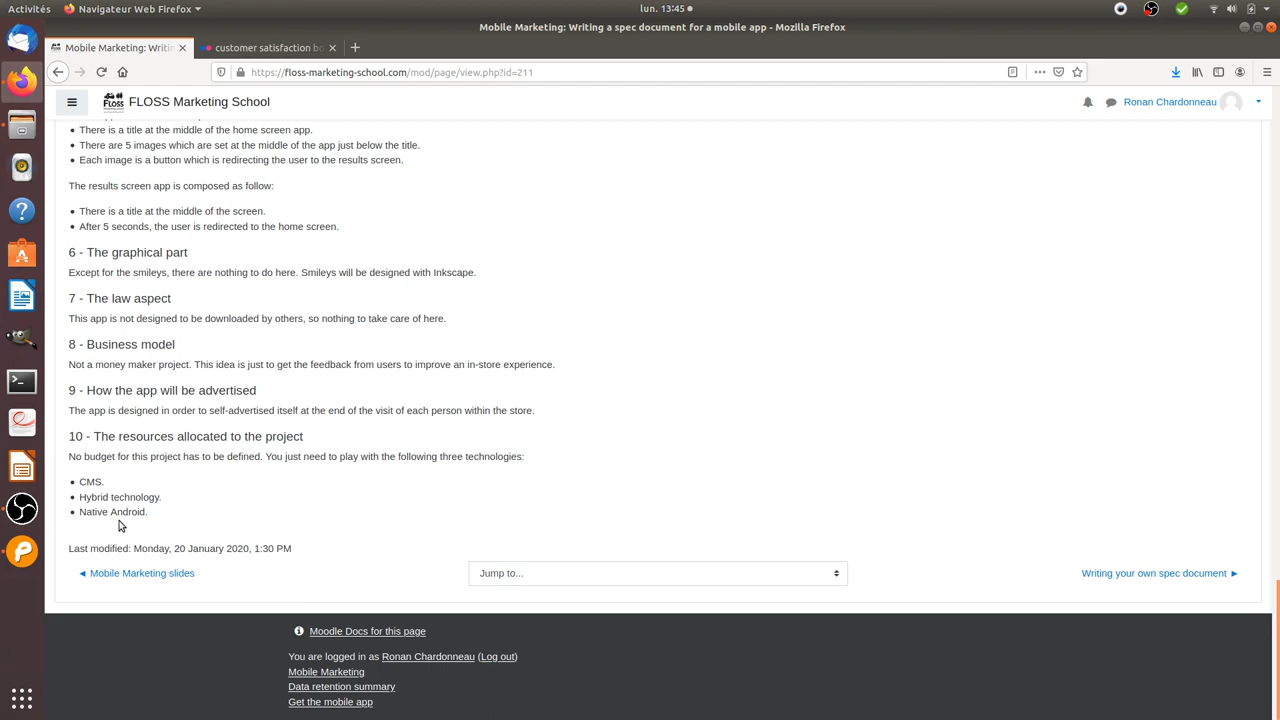 Activités
Navigateur Web Firefox
lun. 13:45
Mobile Marketing: Writing a spec document for a mobile app - Mozilla Firefox
Mobile Marketing: Writi
customer satisfaction bo
https://floss-marketing-school.com/mod/page/view.php?id=211
FLOSS
FLOSS Marketing School
Ronan Chardonneau
• There is a title at the middle of the home screen app.
• There are 5 images which are set at the middle of the app just below the title.
• Each image is a button which is redirecting the user to the results screen.
The results screen app is composed as follow:
• There is a title at the middle of the screen.
• After 5 seconds, the user is redirected to the home screen.
6 - The graphical part
Except for the smileys, there are nothing to do here. Smileys will be designed with Inkscape.
7 - The law aspect
This app is not designed to be downloaded by others, so nothing to take care of here.
8 - Business model
Not a money maker project. This idea is just to get the feedback from users to improve an in-store experience.
9 - How the app will be advertised
The app is designed in order to self-advertised itself at the end of the visit of each person within the store.
10 - The resources allocated to the project
No budget for this project has to be defined. You just need to play with the following three technologies:
• CMS.
• Hybrid technology.
• Native Android.
Last modified: Monday, 20 January 2020, 1:30 PM
◄ Mobile Marketing slides
Jump to...
Writing your own spec document ►
Moodle Docs for this page
You are logged in as Ronan Chardonneau (Log out)
Mobile Marketing
Data retention summary
Get the mobile app